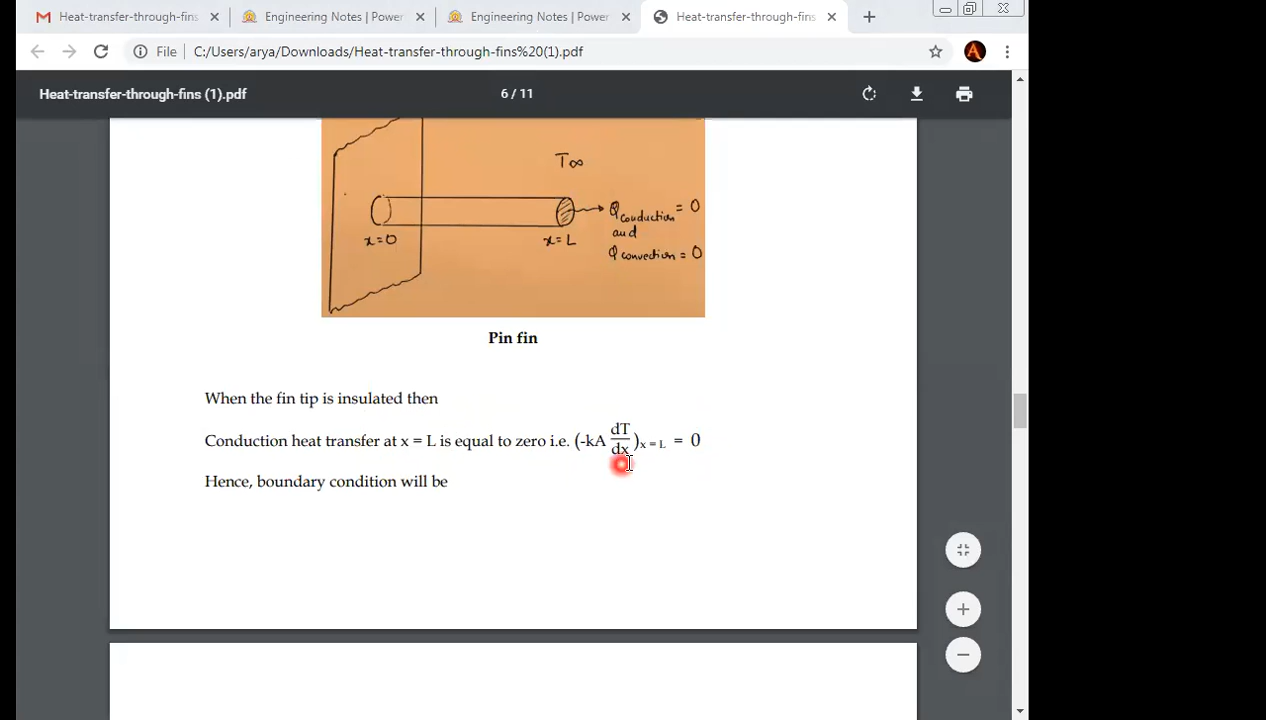 Heat-transfer-through-fins
Engineering Notes | Power
Engineering Notes | Power
Heat-transfer-through-fins
File
C:/Users/arya/Downloads/Heat-transfer-through-fins%20(1).pdf
Heat-transfer-through-fins (1).pdf
6 / 11
T∞
Q conduction = 0
and
Q convection = 0
x=0
x=L
Pin fin
When the fin tip is insulated then
Conduction heat transfer at x = L is equal to zero i.e. (-kA dT/dx)x = L = 0
Hence, boundary condition will be